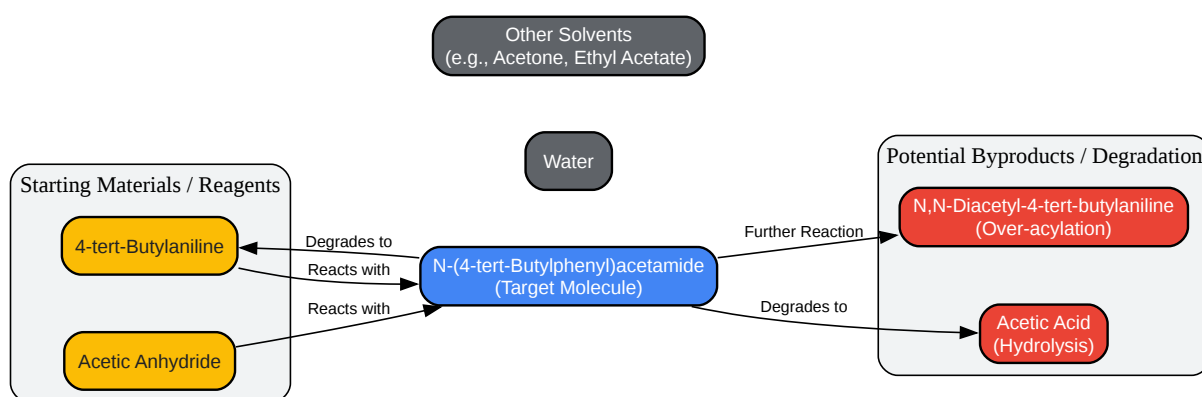 Other Solvents
(e.g., Acetone, Ethyl Acetate)
Water
Starting Materials / Reagents
4-tert-Butylaniline
Acetic Anhydride
Degrades to
Reacts with
Reacts with
N-(4-tert-Butylphenyl)acetamide
(Target Molecule)
Further Reaction
Degrades to
Potential Byproducts / Degradation
N,N-Diacetyl-4-tert-butylaniline
(Over-acylation)
Acetic Acid
(Hydrolysis)